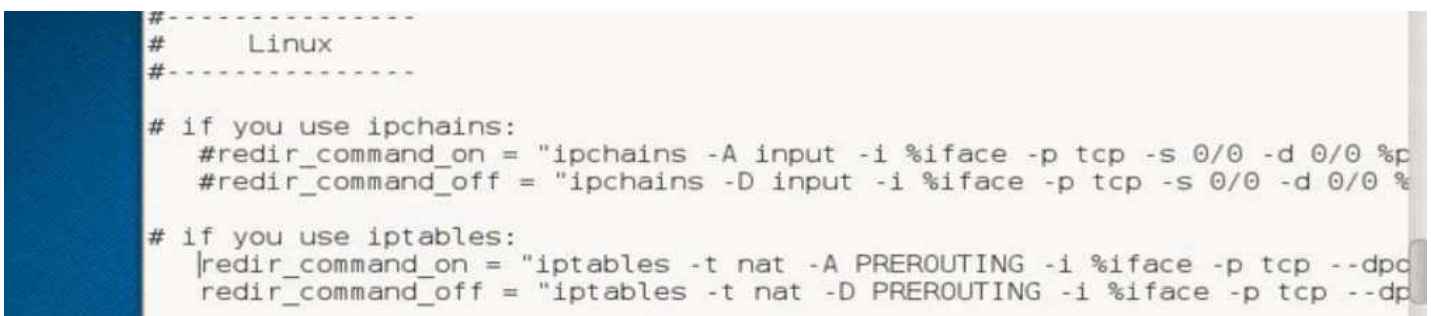 #---------------
#     Linux
#---------------
# if you use ipchains:
#redir_command_on = "ipchains -A input -i %iface -p tcp -s 0/0 -d 0/0 %p
#redir_command_off = "ipchains -D input -i %iface -p tcp -s 0/0 -d 0/0 %
# if you use iptables:
redir_command_on = "iptables -t nat -A PREROUTING -i %iface -p tcp --dpo
redir_command_off = "iptables -t nat -D PREROUTING -i %iface -p tcp --dp